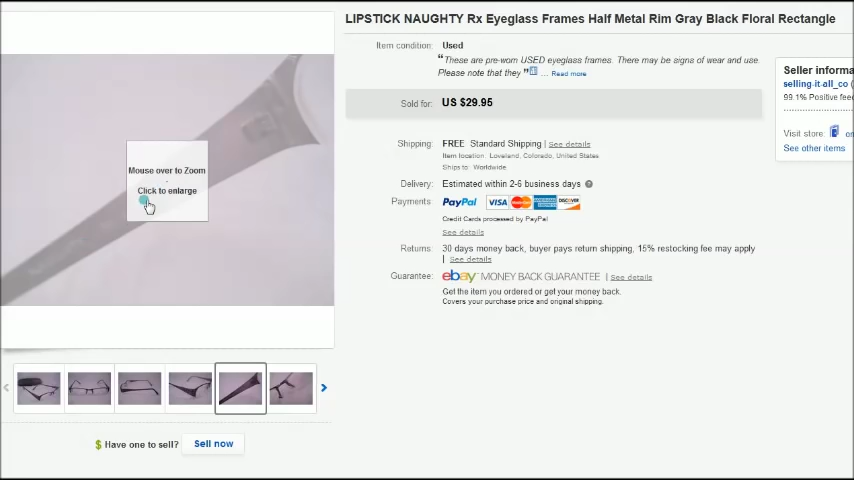 LIPSTICK NAUGHTY Rx Eyeglass Frames Half Metal Rim Gray Black Floral Rectangle
Item condition: Used
“These are pre-worn USED eyeglass frames. There may be signs of wear and use.
Please note that they ” ... Read more
Sold for: US $29.95
Shipping: FREE Standard Shipping | See details
Item location: Loveland, Colorado, United States
Ships to: Worldwide
Delivery: Estimated within 2-6 business days
Payments: PayPal VISA MasterCard DISCOVER
Credit Cards processed by PayPal
See details
Returns: 30 days money back, buyer pays return shipping, 15% restocking fee may apply
| See details
Guarantee: ebay MONEY BACK GUARANTEE | See details
Get the item you ordered or get your money back.
Covers your purchase price and original shipping.
Seller informa
selling-it-all_co (
99.1% Positive fee
Visit store: on
See other items
Mouse over to Zoom
-
Click to enlarge
$ Have one to sell? Sell now